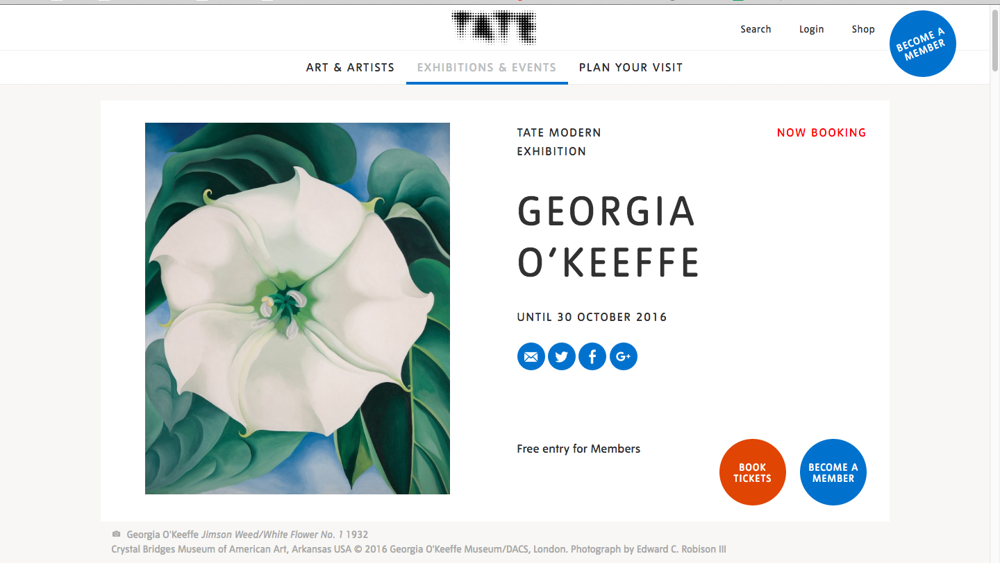 TATE
Search Login Shop
BECOME A
MEMBER
ART & ARTISTS EXHIBITIONS & EVENTS PLAN YOUR VISIT
TATE MODERN
EXHIBITION
NOW BOOKING
GEORGIA
O’KEEFFE
UNTIL 30 OCTOBER 2016
G+
Free entry for Members
BOOK
TICKETS
BECOME A
MEMBER
Georgia O'Keeffe Jimson Weed/White Flower No. 1 1932
Crystal Bridges Museum of American Art, Arkansas USA © 2016 Georgia O'Keeffe Museum/DACS, London. Photograph by Edward C. Robison III